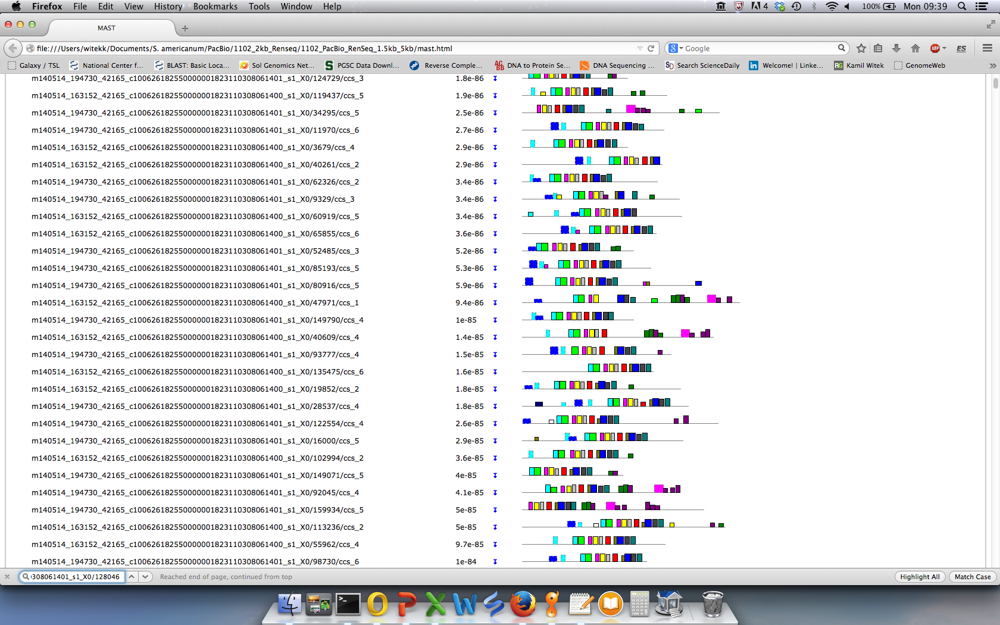 Firefox File Edit View History Bookmarks Tools Window Help 4 100% Mon 09:39
MAST
file:///Users/witekk/Documents/S. americanum/PacBio/1102_2kb_Renseq/1102_PacBio_RenSeq_1.5kb_5kb/mast.html Google ABP ES
Galaxy / TSL National Center f... BLAST: Basic Loca... Sol Genomics Net... PGSC Data Downl... Reverse Comple... DNA to Protein Se... DNA Sequencing ... Search ScienceDaily Welcome! | Linke... Kamil Witek GenomeWeb
m140514_194730_42165_c100626182550000001823110308061401_s1_X0/124729/ccs_3 1.8e-86
m140514_163152_42165_c100626182550000001823110308061400_s1_X0/119437/ccs_5 1.9e-86
m140514_194730_42165_c100626182550000001823110308061401_s1_X0/34295/ccs_5 2.5e-86
m140514_194730_42165_c100626182550000001823110308061401_s1_X0/11970/ccs_6 2.7e-86
m140514_163152_42165_c100626182550000001823110308061400_s1_X0/3679/ccs_4 2.9e-86
m140514_163152_42165_c100626182550000001823110308061400_s1_X0/40261/ccs_2 2.9e-86
m140514_194730_42165_c100626182550000001823110308061401_s1_X0/62326/ccs_2 3.4e-86
m140514_194730_42165_c100626182550000001823110308061401_s1_X0/9329/ccs_3 3.4e-86
m140514_163152_42165_c100626182550000001823110308061400_s1_X0/60919/ccs_5 3.4e-86
m140514_163152_42165_c100626182550000001823110308061400_s1_X0/65855/ccs_6 3.6e-86
m140514_194730_42165_c100626182550000001823110308061401_s1_X0/52485/ccs_3 5.2e-86
m140514_194730_42165_c100626182550000001823110308061401_s1_X0/85193/ccs_5 5.3e-86
m140514_194730_42165_c100626182550000001823110308061401_s1_X0/80916/ccs_5 5.9e-86
m140514_163152_42165_c100626182550000001823110308061400_s1_X0/47971/ccs_1 9.4e-86
m140514_194730_42165_c100626182550000001823110308061401_s1_X0/149790/ccs_4 1e-85
m140514_163152_42165_c100626182550000001823110308061400_s1_X0/40609/ccs_4 1.4e-85
m140514_194730_42165_c100626182550000001823110308061401_s1_X0/93777/ccs_4 1.5e-85
m140514_163152_42165_c100626182550000001823110308061400_s1_X0/135475/ccs_6 1.6e-85
m140514_163152_42165_c100626182550000001823110308061400_s1_X0/19852/ccs_2 1.8e-85
m140514_194730_42165_c100626182550000001823110308061401_s1_X0/28537/ccs_4 1.8e-85
m140514_194730_42165_c100626182550000001823110308061401_s1_X0/122554/ccs_4 2.6e-85
m140514_194730_42165_c100626182550000001823110308061401_s1_X0/16000/ccs_5 2.9e-85
m140514_163152_42165_c100626182550000001823110308061400_s1_X0/102994/ccs_2 3.6e-85
m140514_194730_42165_c100626182550000001823110308061401_s1_X0/149071/ccs_5 4e-85
m140514_194730_42165_c100626182550000001823110308061401_s1_X0/92045/ccs_4 4.1e-85
m140514_194730_42165_c100626182550000001823110308061401_s1_X0/159934/ccs_5 5e-85
m140514_163152_42165_c100626182550000001823110308061400_s1_X0/113236/ccs_2 5e-85
m140514_163152_42165_c100626182550000001823110308061400_s1_X0/55962/ccs_4 9.7e-85
m140514_194730_42165_c100626182550000001823110308061401_s1_X0/98730/ccs_6 1e-84
308061401_s1_X0/128046 Reached end of page, continued from top Highlight All Match Case